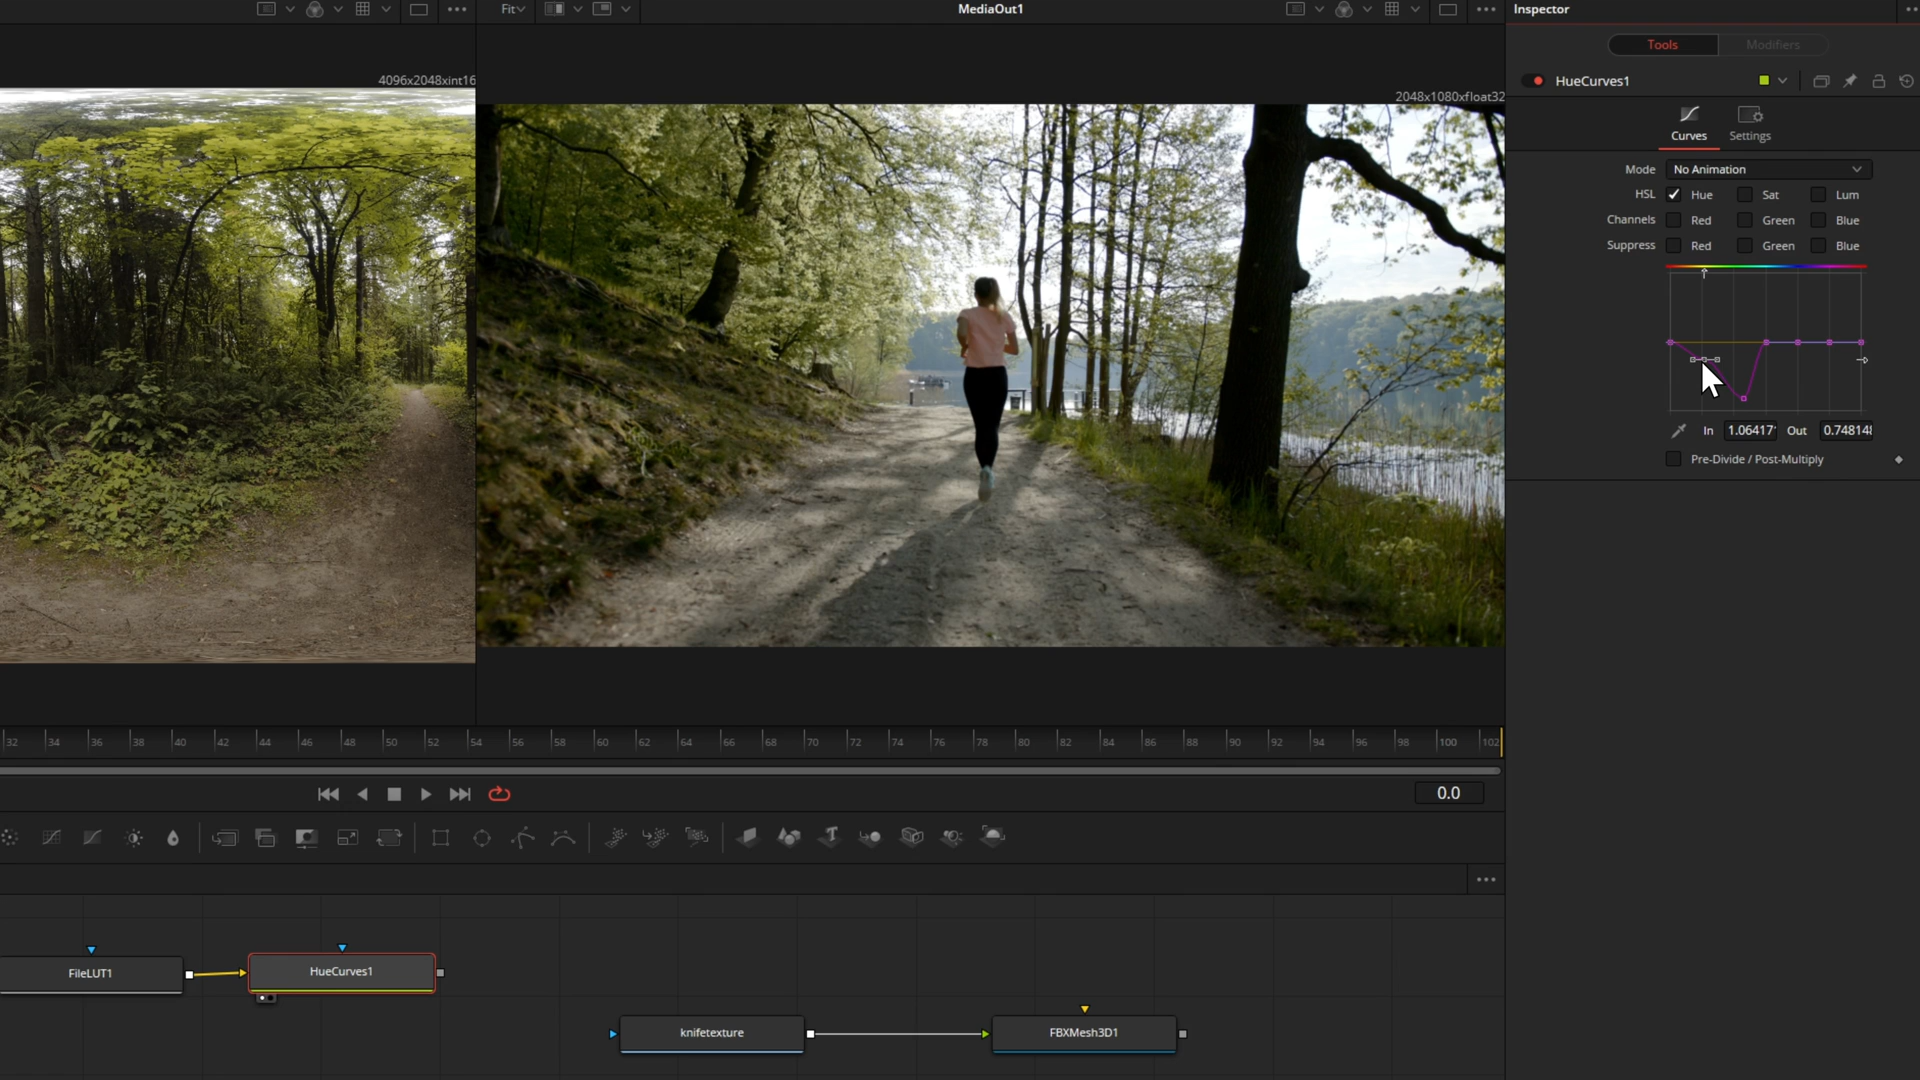 Fit
MediaOut1
Inspector
Tools
Modifiers
4096x2048xint16
HueCurves1
2048x1080xfloat32
Curves
Settings
Mode
No Animation
HSL
Hue
Sat
Lum
Channels
Red
Green
Blue
Suppress
Red
Green
Blue
In
1.06417
Out
0.748148
Pre-Divide / Post-Multiply
32 34 36 38 40 42 44 46 48 50 52 54 56 58 60 62 64 66 68 70 72 74 76 78 80 82 84 86 88 90 92 94 96 98 100 102
0.0
FileLUT1
HueCurves1
knifetexture
FBXMesh3D1